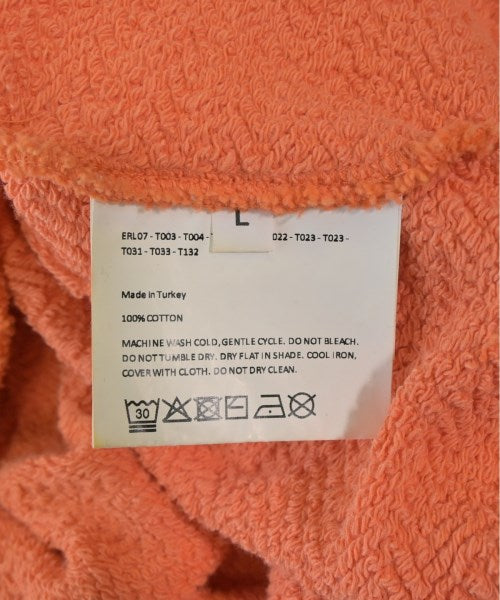 L
ERL07 - T003 - T004 - 022 - T023 - T023 -
T031 - T033 - T132
Made in Turkey
100% COTTON
MACHINE WASH COLD, GENTLE CYCLE. DO NOT BLEACH.
DO NOT TUMBLE DRY. DRY FLAT IN SHADE. COOL IRON,
COVER WITH CLOTH. DO NOT DRY CLEAN.
30